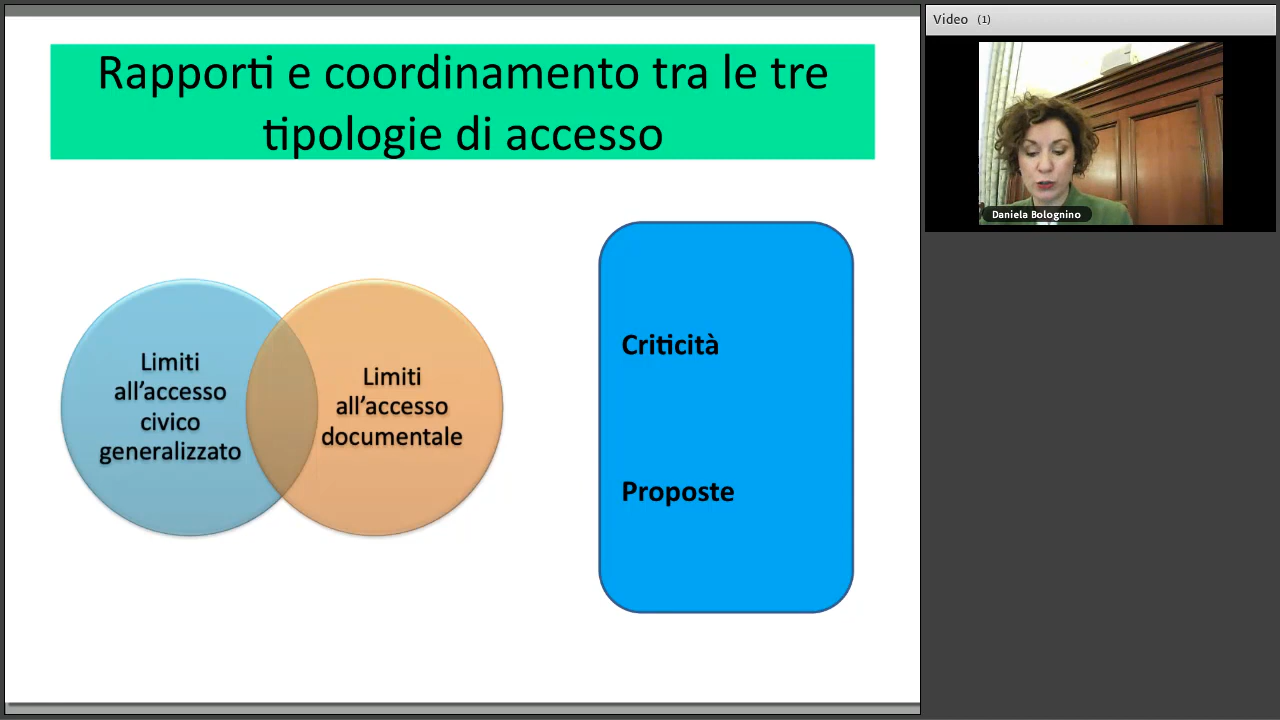 Rapporti e coordinamento tra le tre
tipologie di accesso
Limiti
all’accesso
civico
generalizzato
Limiti
all’accesso
documentale
Criticità
Proposte
Video (1)
Daniela Bolognino